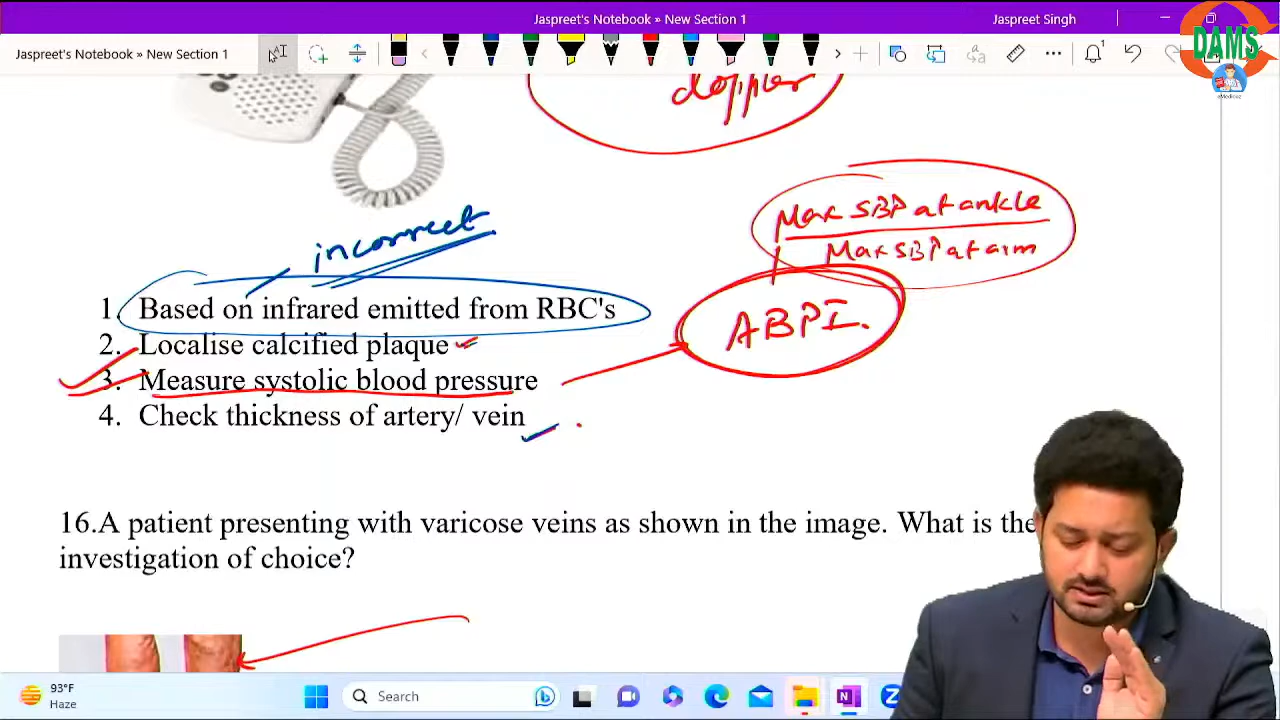 Jaspreet's Notebook » New Section 1
Jaspreet Singh
Jaspreet's Notebook » New Section 1
DAMS
eMedicoz
doppler
Max SBP at ankle
Max SBP at arm
incorrect
1. Based on infrared emitted from RBC's
2. Localise calcified plaque
3. Measure systolic blood pressure
4. Check thickness of artery/ vein
ABPI.
16.A patient presenting with varicose veins as shown in the image. What is the
investigation of choice?
93°F
Haze
Search